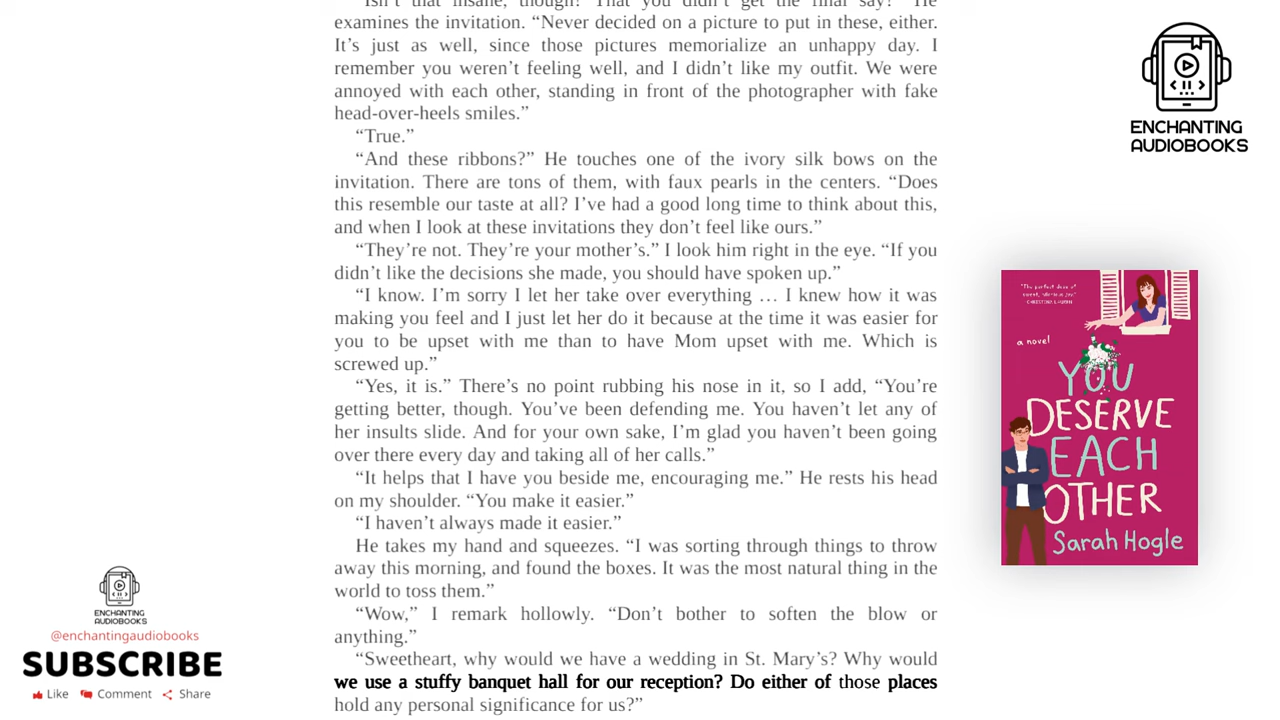 “Isn’t that insane, though? That you didn’t get the final say?” He
examines the invitation. “Never decided on a picture to put in these, either.
It’s just as well, since those pictures memorialize an unhappy day. I
remember you weren’t feeling well, and I didn’t like my outfit. We were
annoyed with each other, standing in front of the photographer with fake
head-over-heels smiles.”
“True.”
“And these ribbons?” He touches one of the ivory silk bows on the
invitation. There are tons of them, with faux pearls in the centers. “Does
this resemble our taste at all? I’ve had a good long time to think about this,
and when I look at these invitations they don’t feel like ours.”
“They’re not. They’re your mother’s.” I look him right in the eye. “If you
didn’t like the decisions she made, you should have spoken up.”
“I know. I’m sorry I let her take over everything … I knew how it was
making you feel and I just let her do it because at the time it was easier for
you to be upset with me than to have Mom upset with me. Which is
screwed up.”
“Yes, it is.” There’s no point rubbing his nose in it, so I add, “You’re
getting better, though. You’ve been defending me. You haven’t let any of
her insults slide. And for your own sake, I’m glad you haven’t been going
over there every day and taking all of her calls.”
“It helps that I have you beside me, encouraging me.” He rests his head
on my shoulder. “You make it easier.”
“I haven’t always made it easier.”
He takes my hand and squeezes. “I was sorting through things to throw
away this morning, and found the boxes. It was the most natural thing in the
world to toss them.”
“Wow,” I remark hollowly. “Don’t bother to soften the blow or
anything.”
“Sweetheart, why would we have a wedding in St. Mary’s? Why would
we use a stuffy banquet hall for our reception? Do either of those places
hold any personal significance for us?”
ENCHANTING
AUDIOBOOKS
a novel
YOU
DESERVE
EACH
OTHER
Sarah Hogle
ENCHANTING
AUDIOBOOKS
@enchantingaudiobooks
SUBSCRIBE
Like Comment Share